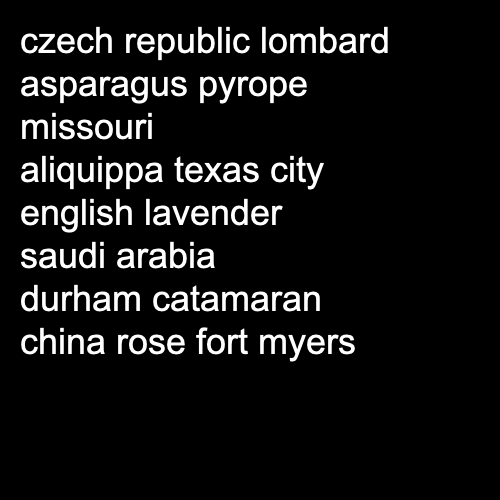 czech republic lombard
asparagus pyrope
missouri
aliquippa texas city
english lavender
saudi arabia
durham catamaran
china rose fort myers